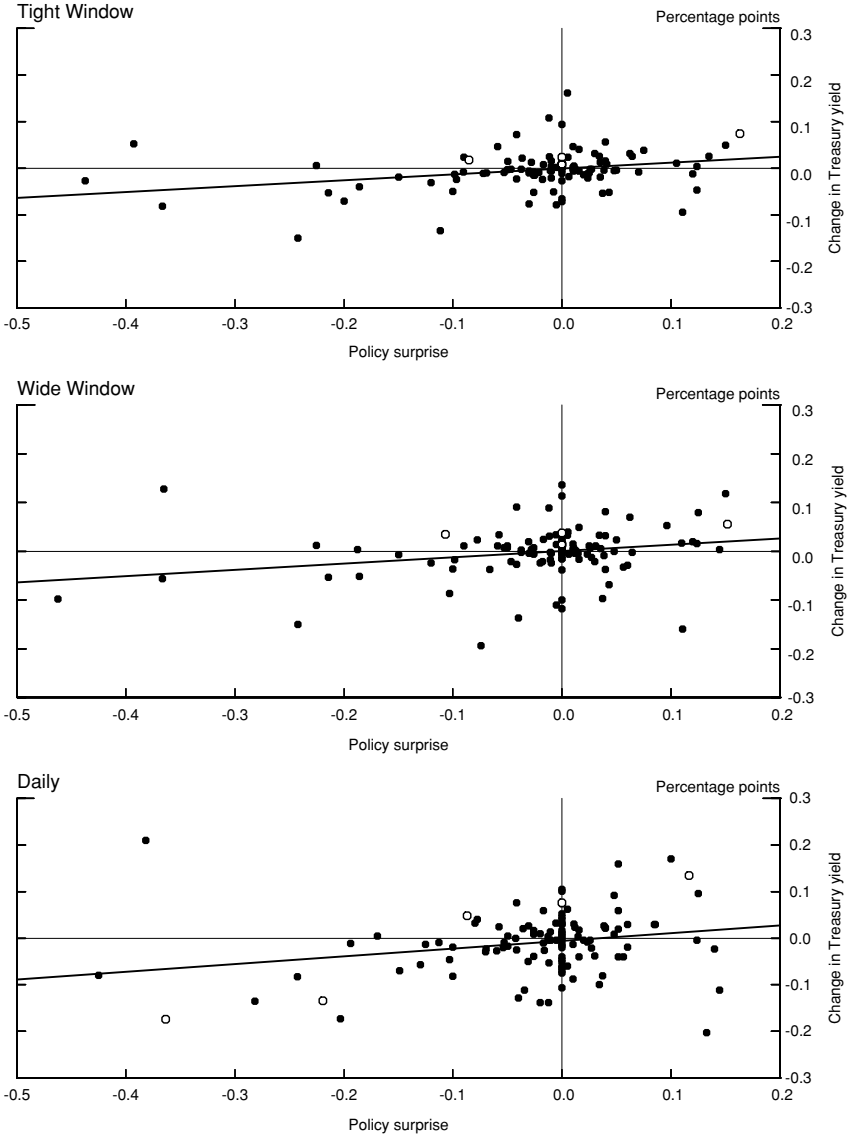 Tight Window
Percentage points
0.3
0.2
0.1
0.0
-0.1
-0.2
-0.3
Change in Treasury yield
-0.5 -0.4 -0.3 -0.2 -0.1 0.0 0.1 0.2
Policy surprise
Wide Window
Percentage points
0.3
0.2
0.1
0.0
-0.1
-0.2
-0.3
Change in Treasury yield
-0.5 -0.4 -0.3 -0.2 -0.1 0.0 0.1 0.2
Policy surprise
Daily
Percentage points
0.3
0.2
0.1
0.0
-0.1
-0.2
-0.3
Change in Treasury yield
-0.5 -0.4 -0.3 -0.2 -0.1 0.0 0.1 0.2
Policy surprise